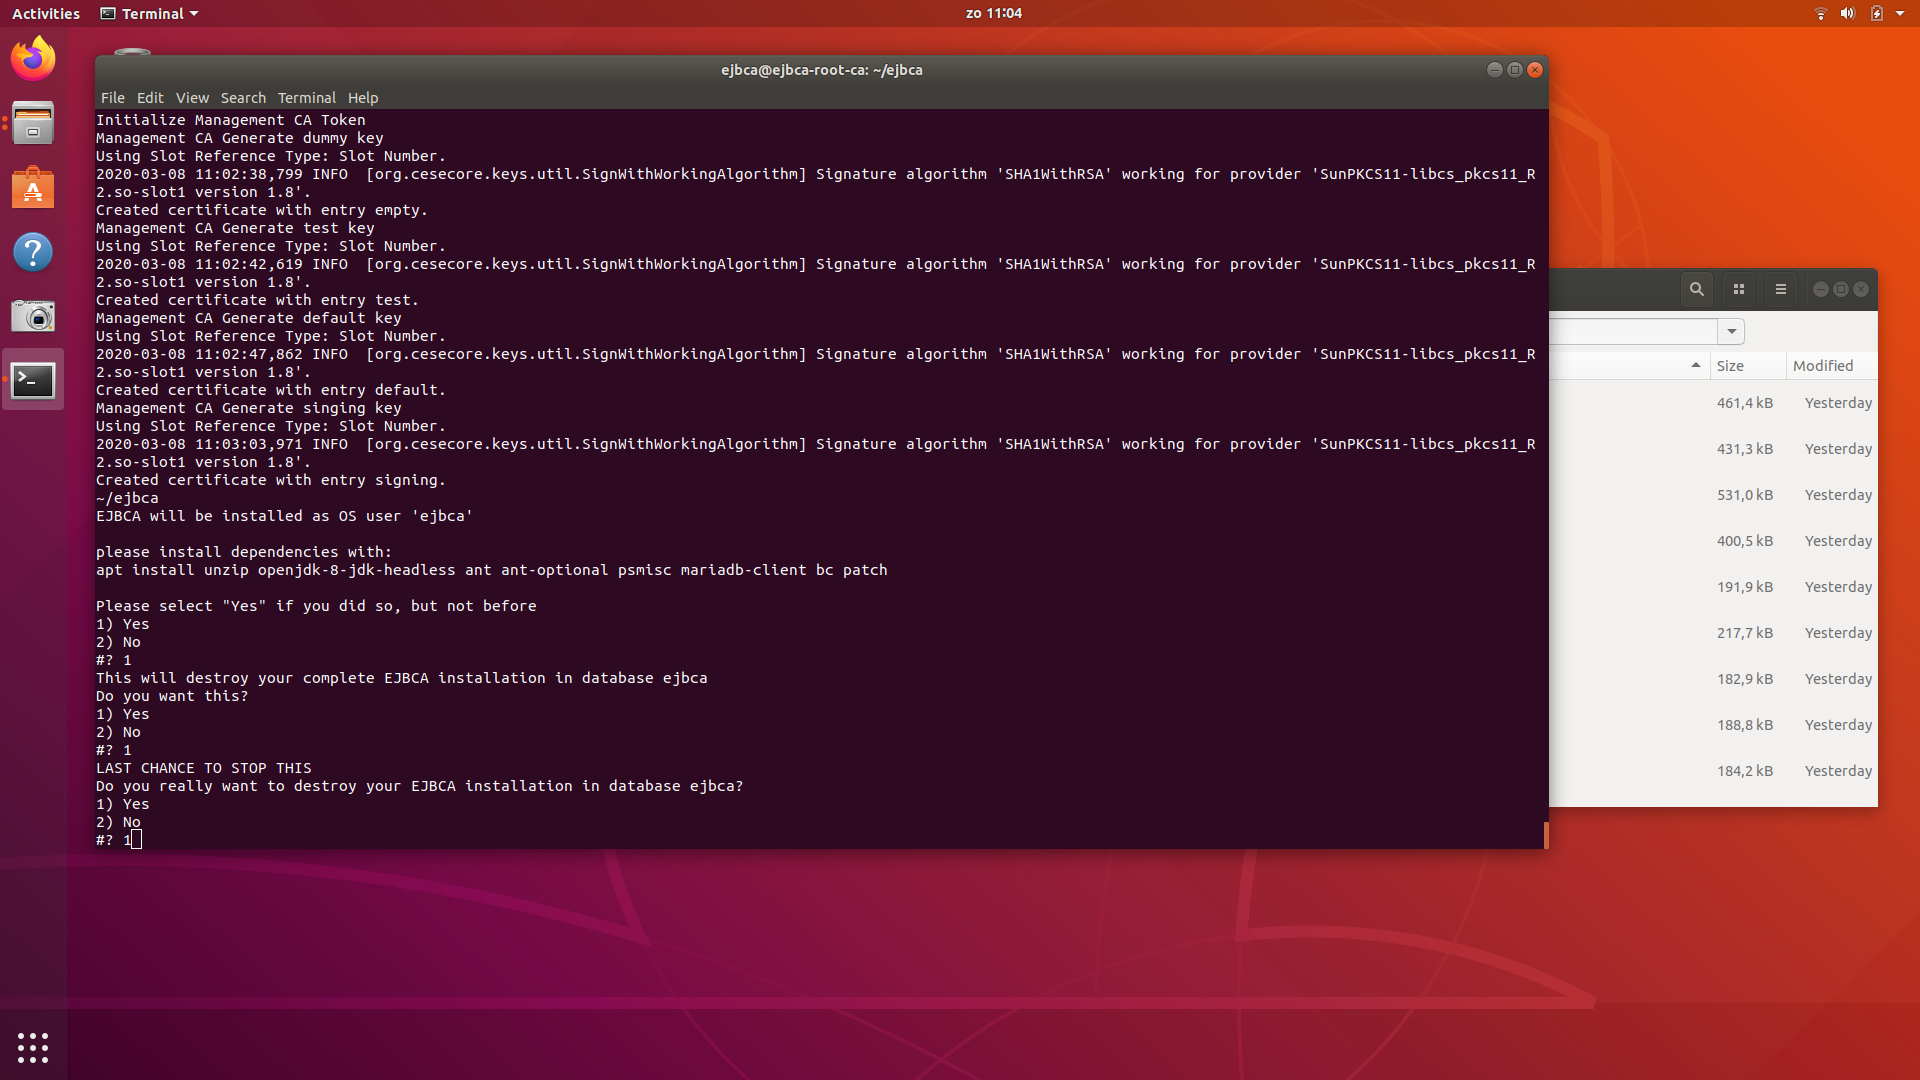 Activities
Terminal
zo 11:04
ejbca@ejbca-root-ca: ~/ejbca
File Edit View Search Terminal Help
Initialize Management CA Token
Management CA Generate dummy key
Using Slot Reference Type: Slot Number.
2020-03-08 11:02:38,799 INFO  [org.cesecore.keys.util.SignWithWorkingAlgorithm] Signature algorithm 'SHA1WithRSA' working for provider 'SunPKCS11-libcs_pkcs11_R
2.so-slot1 version 1.8'.
Created certificate with entry empty.
Management CA Generate test key
Using Slot Reference Type: Slot Number.
2020-03-08 11:02:42,619 INFO  [org.cesecore.keys.util.SignWithWorkingAlgorithm] Signature algorithm 'SHA1WithRSA' working for provider 'SunPKCS11-libcs_pkcs11_R
2.so-slot1 version 1.8'.
Created certificate with entry test.
Management CA Generate default key
Using Slot Reference Type: Slot Number.
2020-03-08 11:02:47,862 INFO  [org.cesecore.keys.util.SignWithWorkingAlgorithm] Signature algorithm 'SHA1WithRSA' working for provider 'SunPKCS11-libcs_pkcs11_R
2.so-slot1 version 1.8'.
Created certificate with entry default.
Management CA Generate singing key
Using Slot Reference Type: Slot Number.
2020-03-08 11:03:03,971 INFO  [org.cesecore.keys.util.SignWithWorkingAlgorithm] Signature algorithm 'SHA1WithRSA' working for provider 'SunPKCS11-libcs_pkcs11_R
2.so-slot1 version 1.8'.
Created certificate with entry signing.
~/ejbca
EJBCA will be installed as OS user 'ejbca'
please install dependencies with:
apt install unzip openjdk-8-jdk-headless ant ant-optional psmisc mariadb-client bc patch
Please select "Yes" if you did so, but not before
1) Yes
2) No
#? 1
This will destroy your complete EJBCA installation in database ejbca
Do you want this?
1) Yes
2) No
#? 1
LAST CHANCE TO STOP THIS
Do you really want to destroy your EJBCA installation in database ejbca?
1) Yes
2) No
#? 1
Size Modified
461,4 kB Yesterday
431,3 kB Yesterday
531,0 kB Yesterday
400,5 kB Yesterday
191,9 kB Yesterday
217,7 kB Yesterday
182,9 kB Yesterday
188,8 kB Yesterday
184,2 kB Yesterday